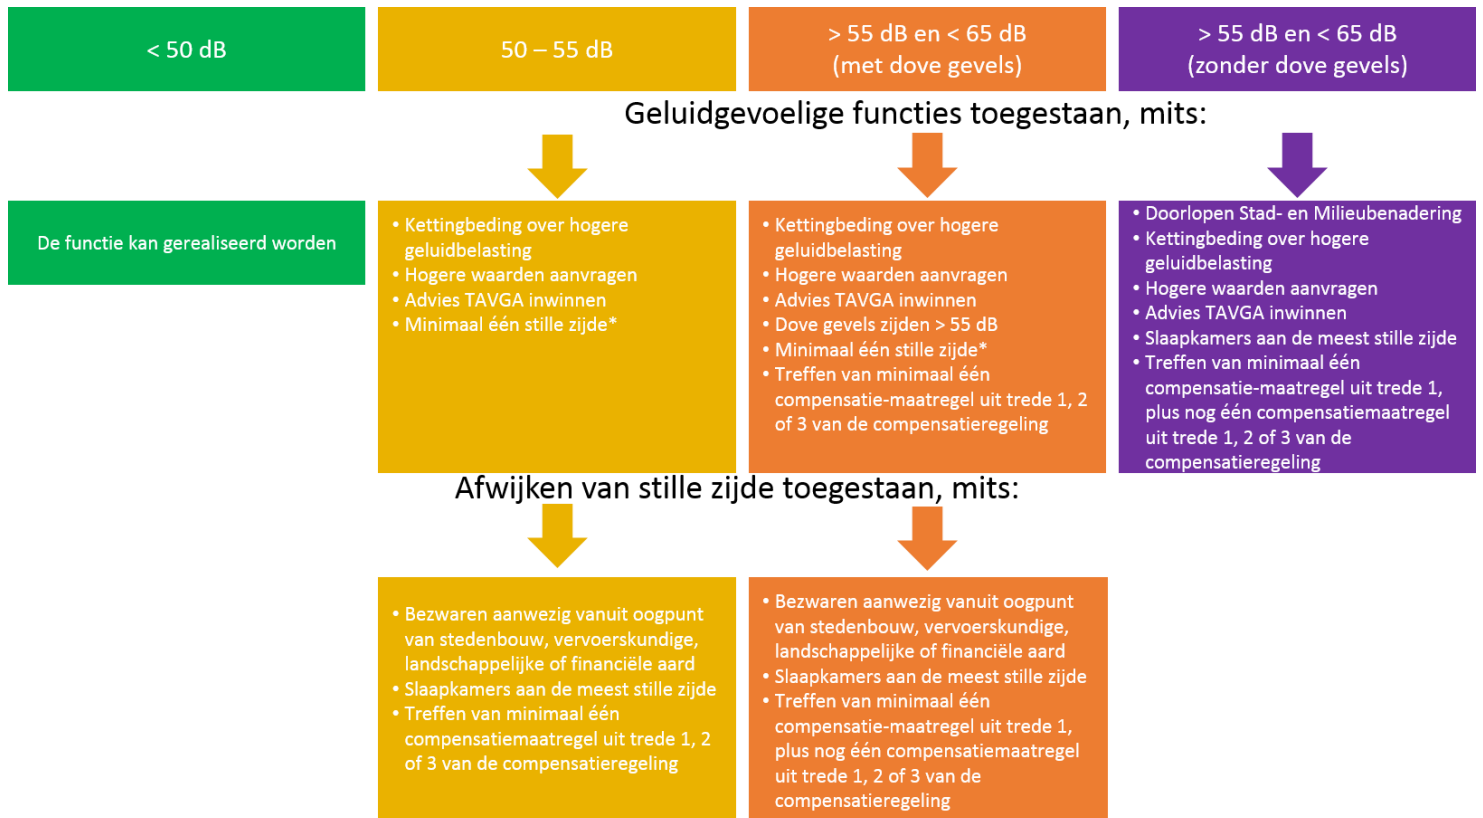 < 50 dB
50 – 55 dB
> 55 dB en < 65 dB
(met dove gevels)
> 55 dB en < 65 dB
(zonder dove gevels)
Geluidgevoelige functies toegestaan, mits:
De functie kan gerealiseerd worden
• Kettingbeding over hogere
geluidbelasting
• Hogere waarden aanvragen
• Advies TAVGA inwinnen
• Minimaal één stille zijde*
• Kettingbeding over hogere
geluidbelasting
• Hogere waarden aanvragen
• Advies TAVGA inwinnen
• Dove gevels zijden > 55 dB
• Minimaal één stille zijde*
• Treffen van minimaal één
compensatie-maatregel uit trede 1, 2
of 3 van de compensatieregeling
• Doorlopen Stad- en Milieubenadering
• Kettingbeding over hogere
geluidbelasting
• Hogere waarden aanvragen
• Advies TAVGA inwinnen
• Slaapkamers aan de meest stille zijde
• Treffen van minimaal één
compensatie-maatregel uit trede 1,
plus nog één compensatiemaatregel
uit trede 1, 2 of 3 van de
compensatieregeling
Afwijken van stille zijde toegestaan, mits:
• Bezwaren aanwezig vanuit oogpunt
van stedenbouw, vervoerskundige,
landschappelijke of financiële aard
• Slaapkamers aan de meest stille zijde
• Treffen van minimaal één
compensatiemaatregel uit trede 1, 2
of 3 van de compensatieregeling
• Bezwaren aanwezig vanuit oogpunt
van stedenbouw, vervoerskundige,
landschappelijke of financiële aard
• Slaapkamers aan de meest stille zijde
• Treffen van minimaal één
compensatie-maatregel uit trede 1,
plus nog één compensatiemaatregel
uit trede 1, 2 of 3 van de
compensatieregeling